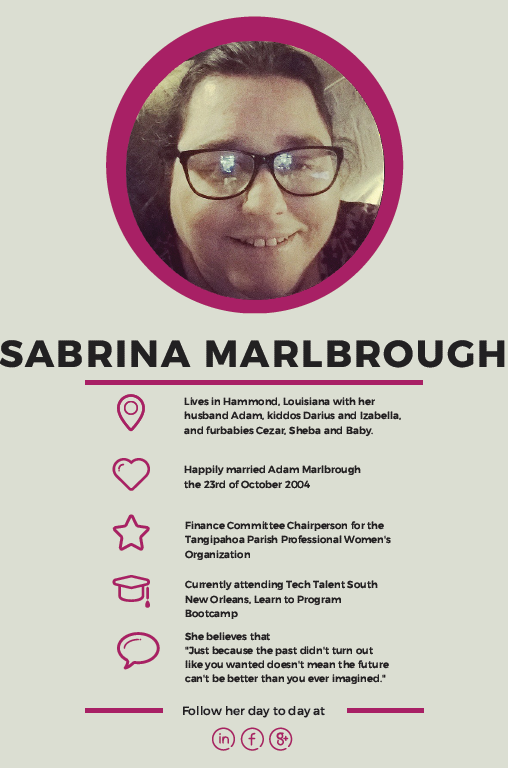 SABRINA MARLBROUGH
Lives in Hammond, Louisiana with her
husband Adam, kiddos Darius and Izabella,
and furbabies Cezar, Sheba and Baby.
Happily married Adam Marlbrough
the 23rd of October 2004
Finance Committee Chairperson for the
Tangipahoa Parish Professional Women's
Organization
Currently attending Tech Talent South
New Orleans, Learn to Program
Bootcamp
She believes that
"Just because the past didn't turn out
like you wanted doesn't mean the future
can't be better than you ever imagined."
Follow her day to day at
in f g+